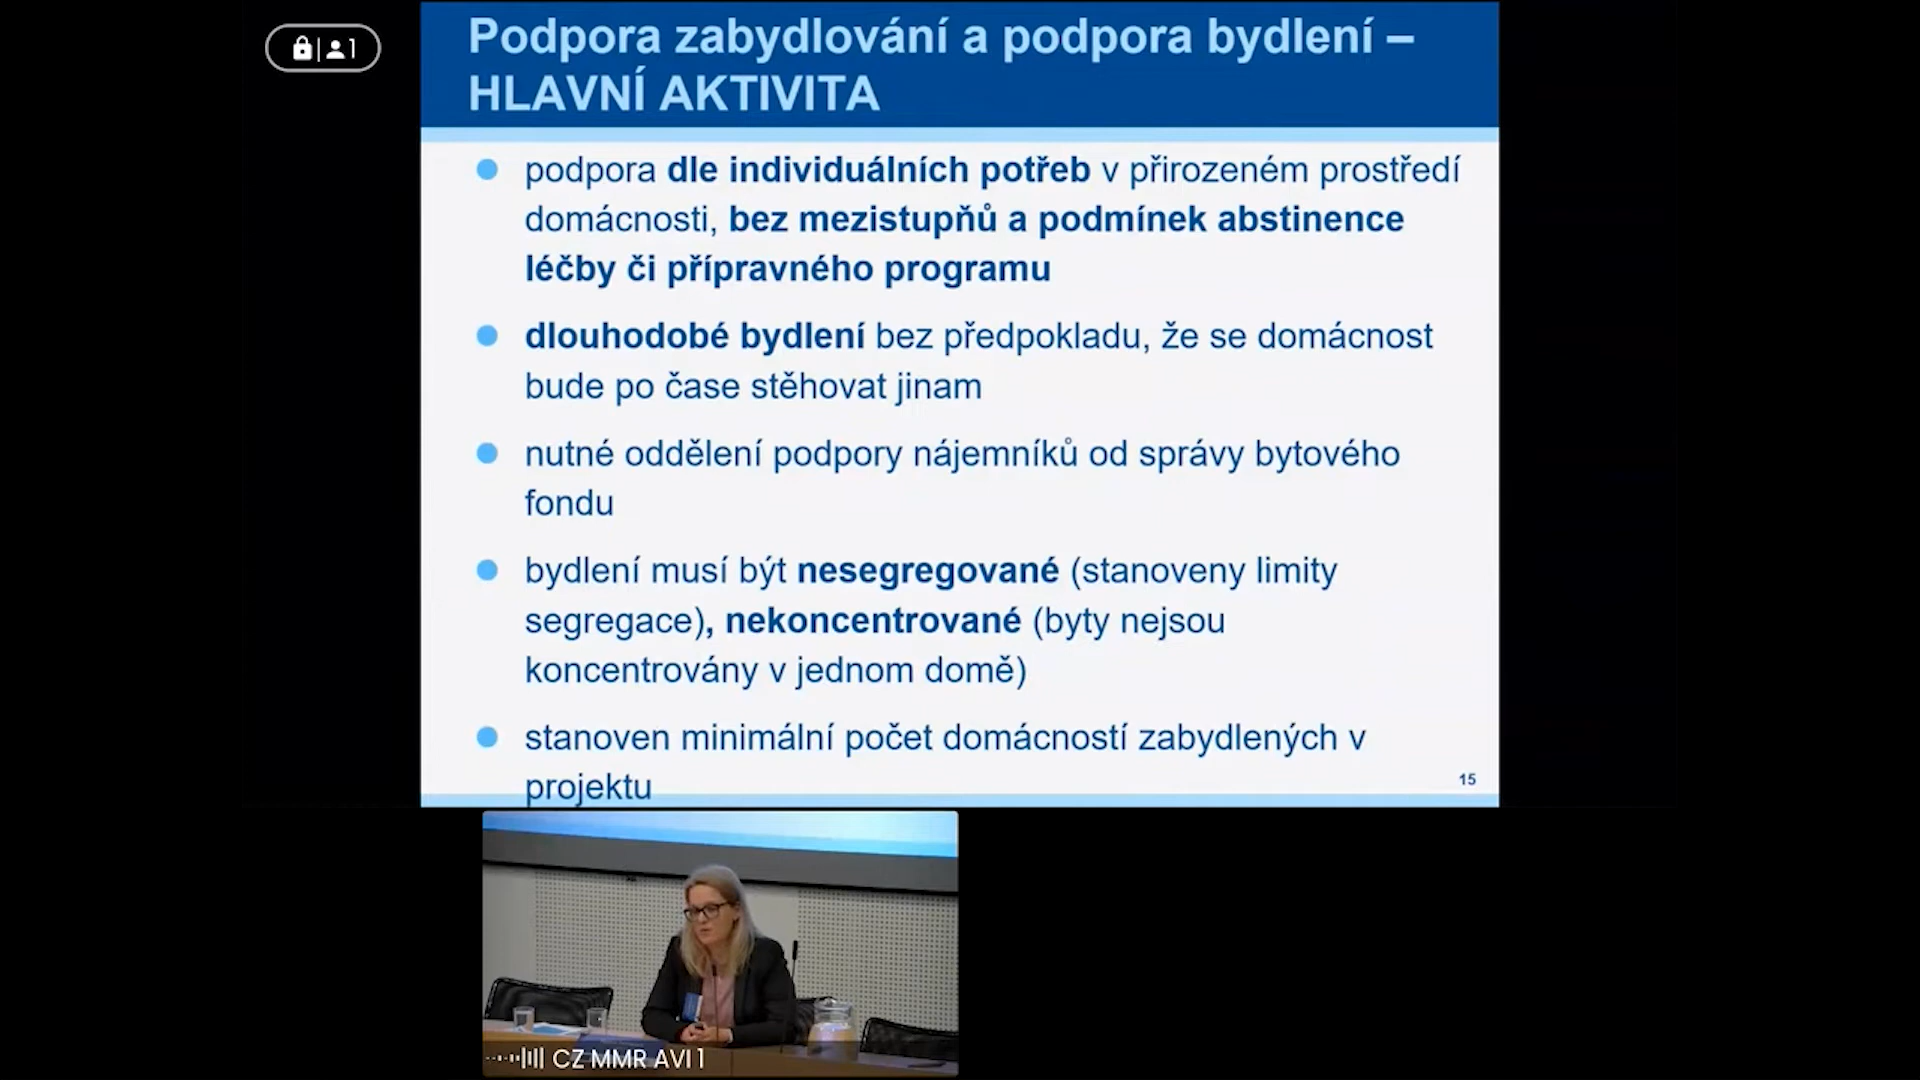 1
Podpora zabydlování a podpora bydlení –
HLAVNÍ AKTIVITA
podpora dle individuálních potřeb v přirozeném prostředí
domácnosti, bez mezistupňů a podmínek abstinence
léčby či přípravného programu
dlouhodobé bydlení bez předpokladu, že se domácnost
bude po čase stěhovat jinam
nutné oddělení podpory nájemníků od správy bytového
fondu
bydlení musí být nesegregované (stanoveny limity
segregace), nekoncentrované (byty nejsou
koncentrovány v jednom domě)
stanoven minimální počet domácností zabydlených v
projektu
15
CZ MMR AVI 1